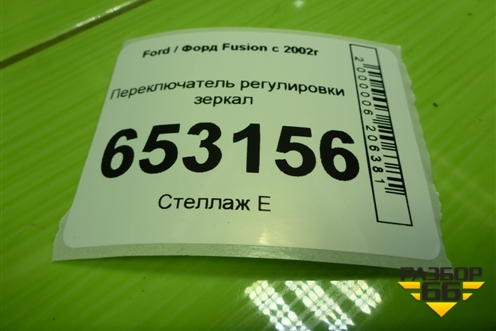 Ford / Форд Fusion с 2002г
Переключатель регулировки
зеркал
653156
Стеллаж Е
2000006206381
РАЗБОР
66